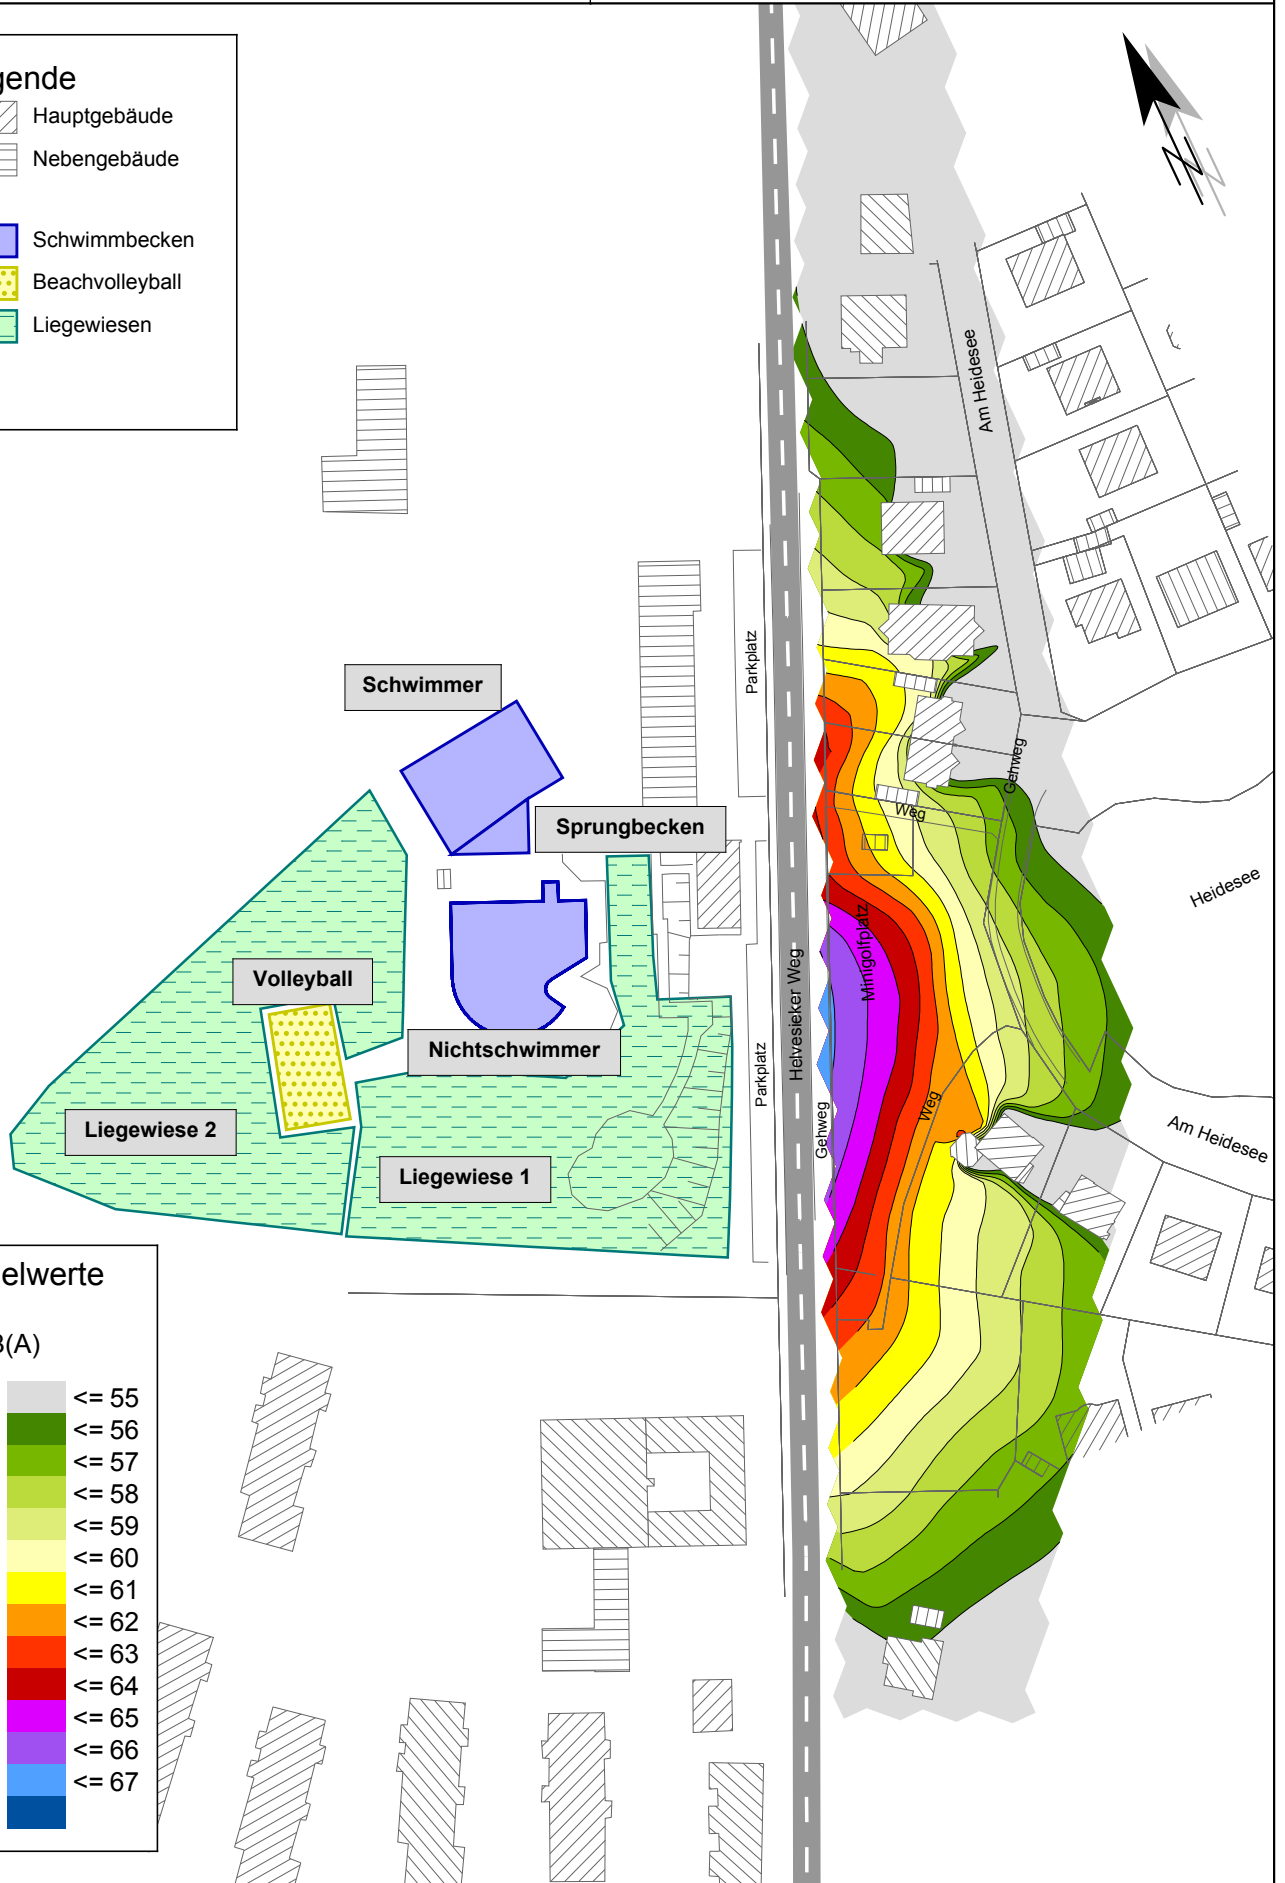 gende
Hauptgebäude
Nebengebäude
Schwimmbecken
Beachvolleyball
Liegewiesen
Am Heidesee
Parkplatz
Schwimmer
Gehweg
Sprungbecken
Weg
Heidesee
Minigolfplatz
Volleyball
Helvesieker Weg
Nichtschwimmer
Parkplatz
Weg
Gehweg
Liegewiese 2
Am Heidesee
Liegewiese 1
elwerte
(A)
<= 55
<= 56
<= 57
<= 58
<= 59
<= 60
<= 61
<= 62
<= 63
<= 64
<= 65
<= 66
<= 67